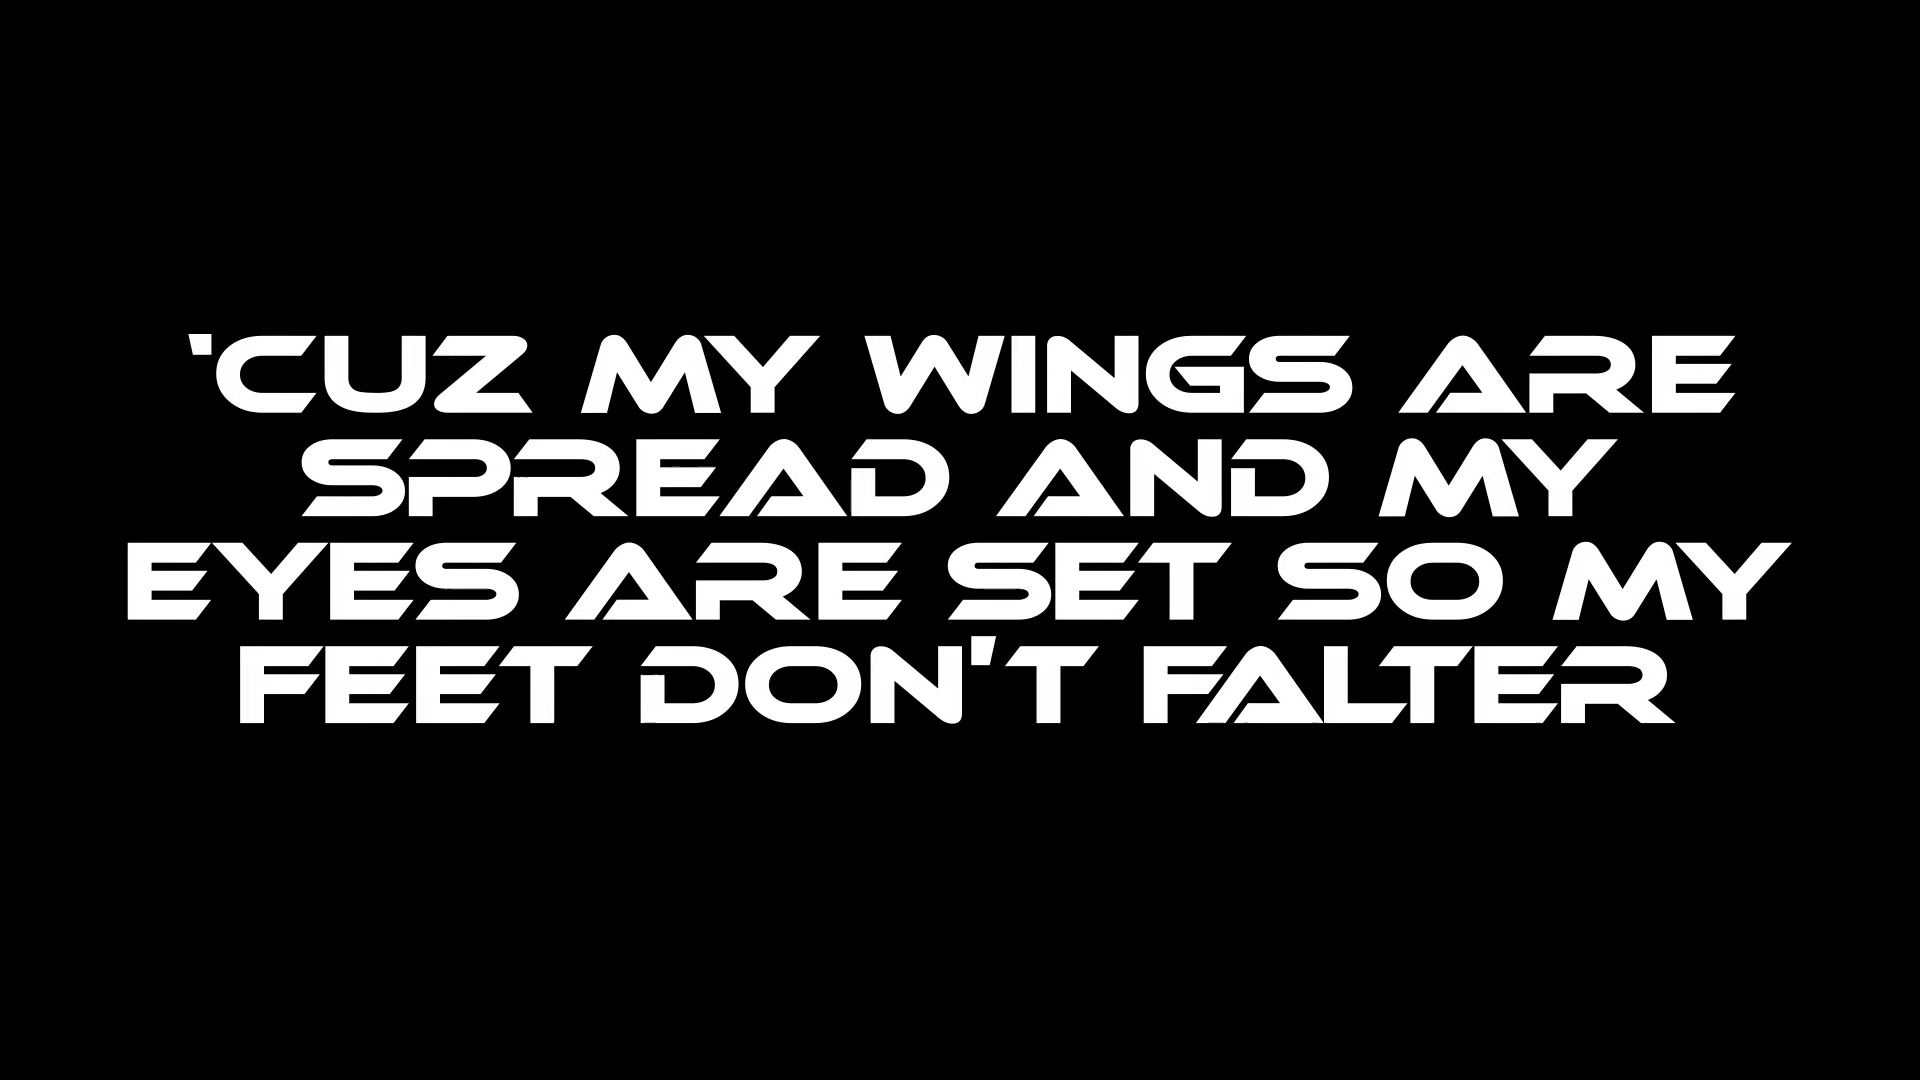 'CUZ MY WINGS ARE
SPREAD AND MY
EYES ARE SET SO MY
FEET DON'T FALTER